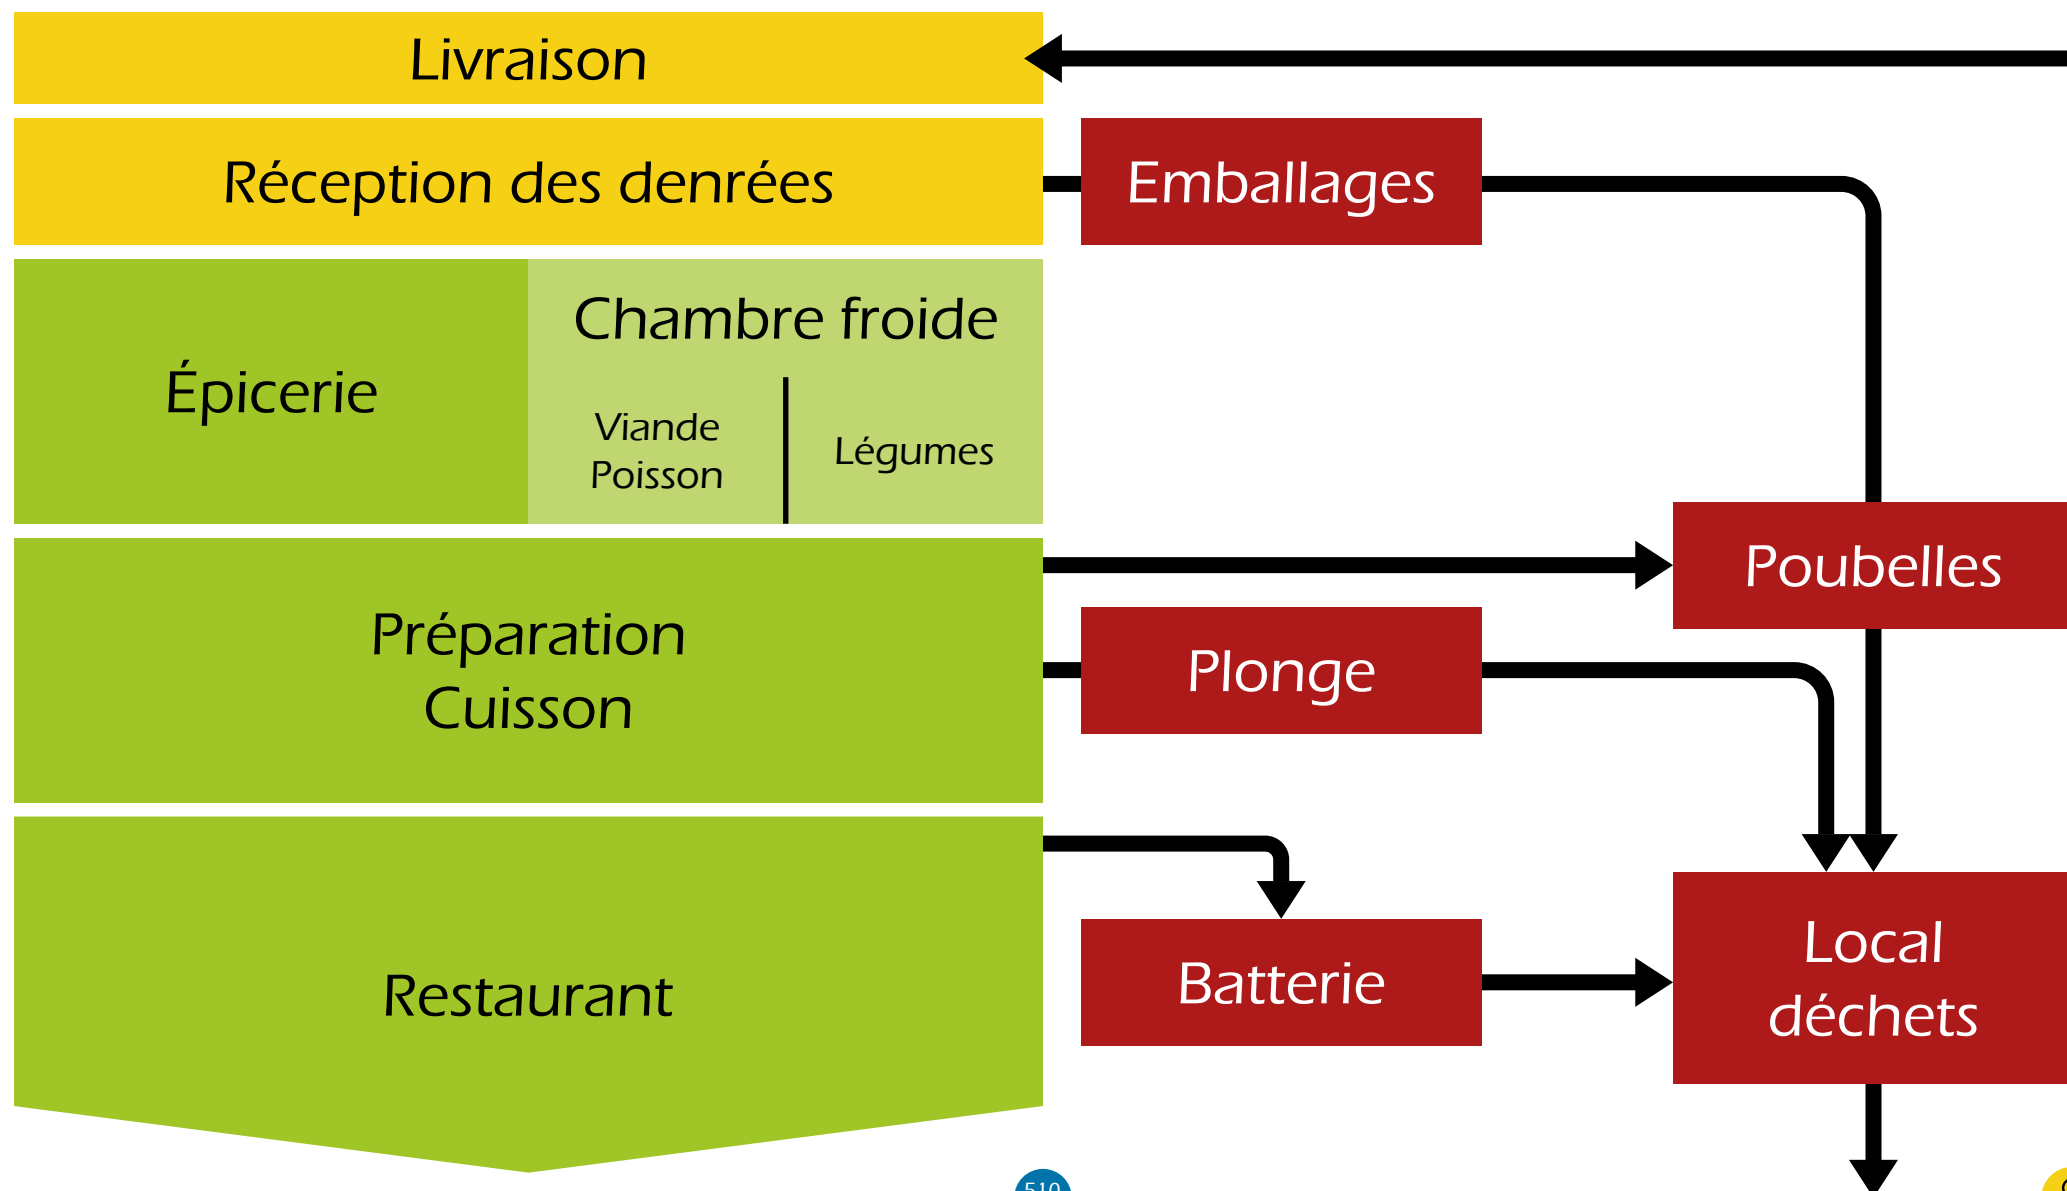 Livraison
Réception des denrées
Emballages
Épicerie
Chambre froide
Viande
Poisson
Légumes
Poubelles
Préparation
Cuisson
Plonge
Restaurant
Batterie
Local
déchets
510